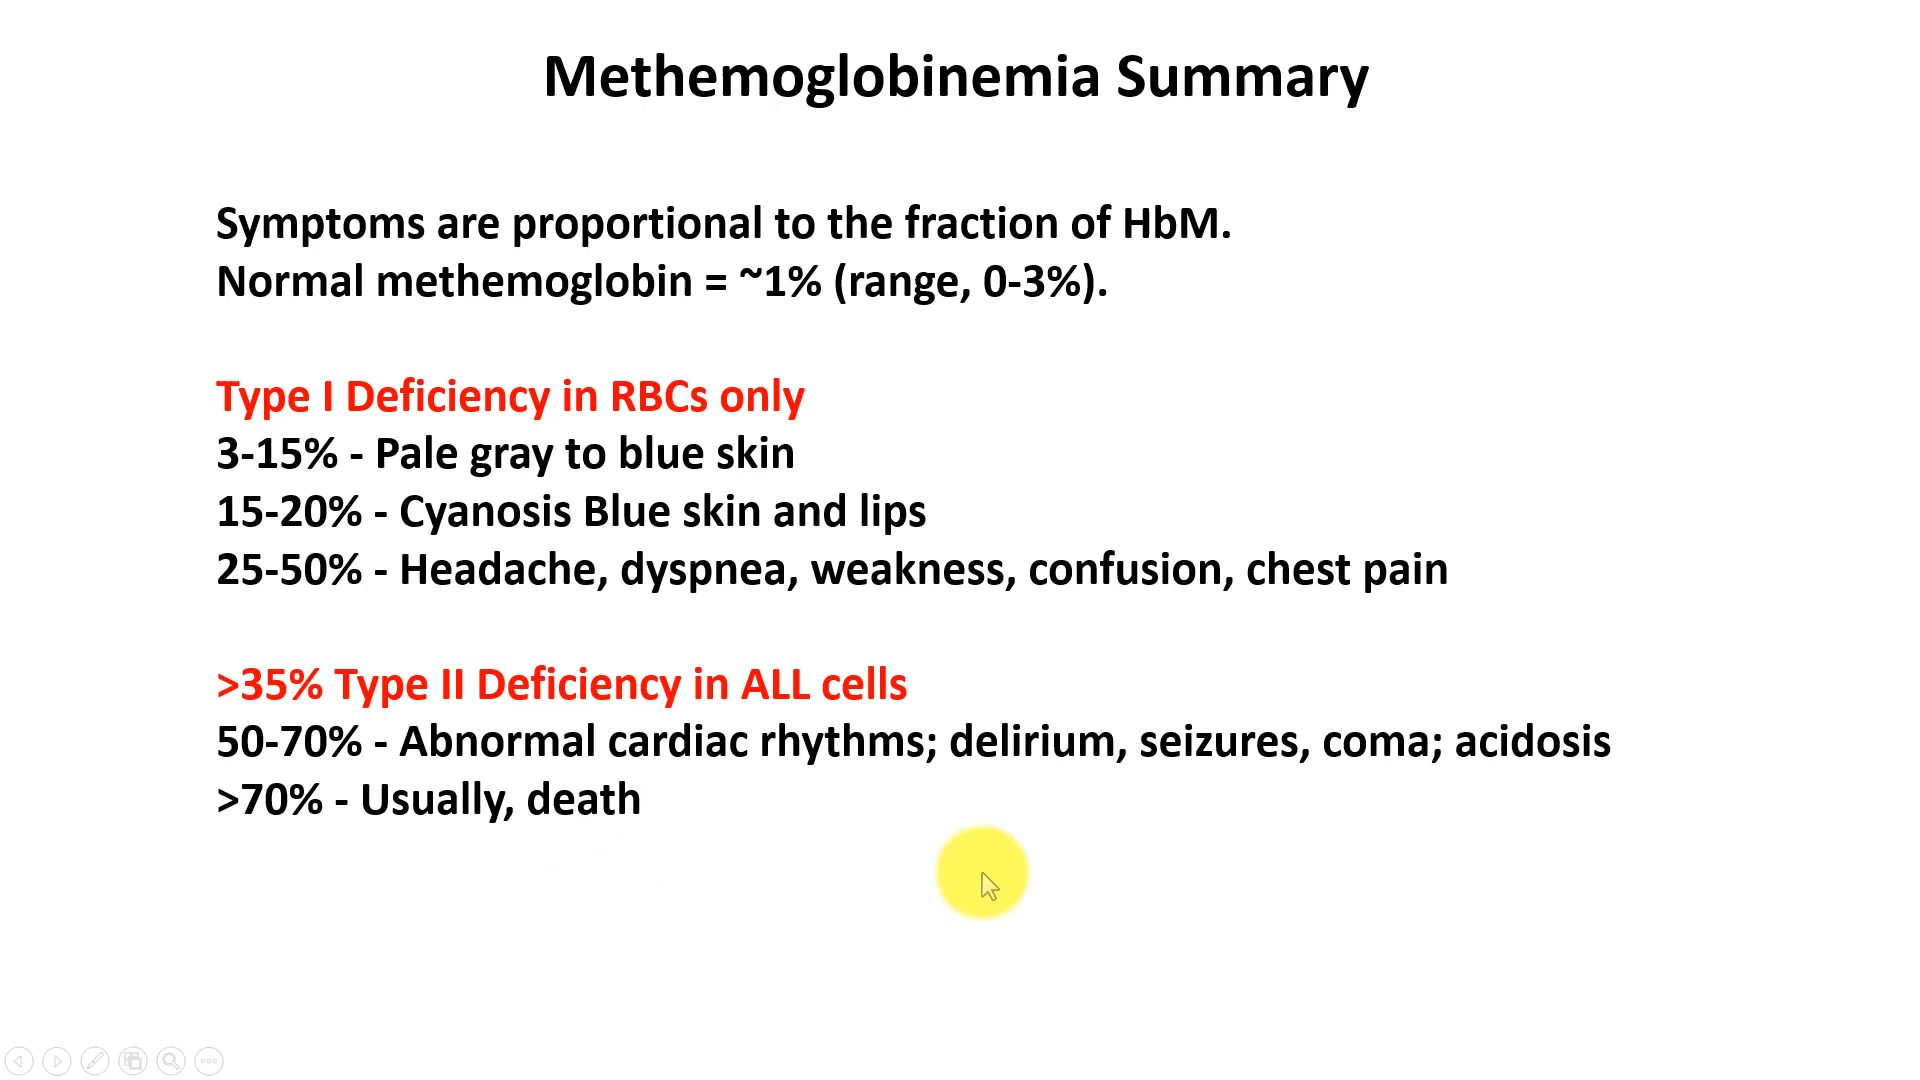 Methemoglobinemia Summary
Symptoms are proportional to the fraction of HbM.
Normal methemoglobin = ~1% (range, 0-3%).
Type I Deficiency in RBCs only
3-15% - Pale gray to blue skin
15-20% - Cyanosis Blue skin and lips
25-50% - Headache, dyspnea, weakness, confusion, chest pain
>35% Type II Deficiency in ALL cells
50-70% - Abnormal cardiac rhythms; delirium, seizures, coma; acidosis
>70% - Usually, death